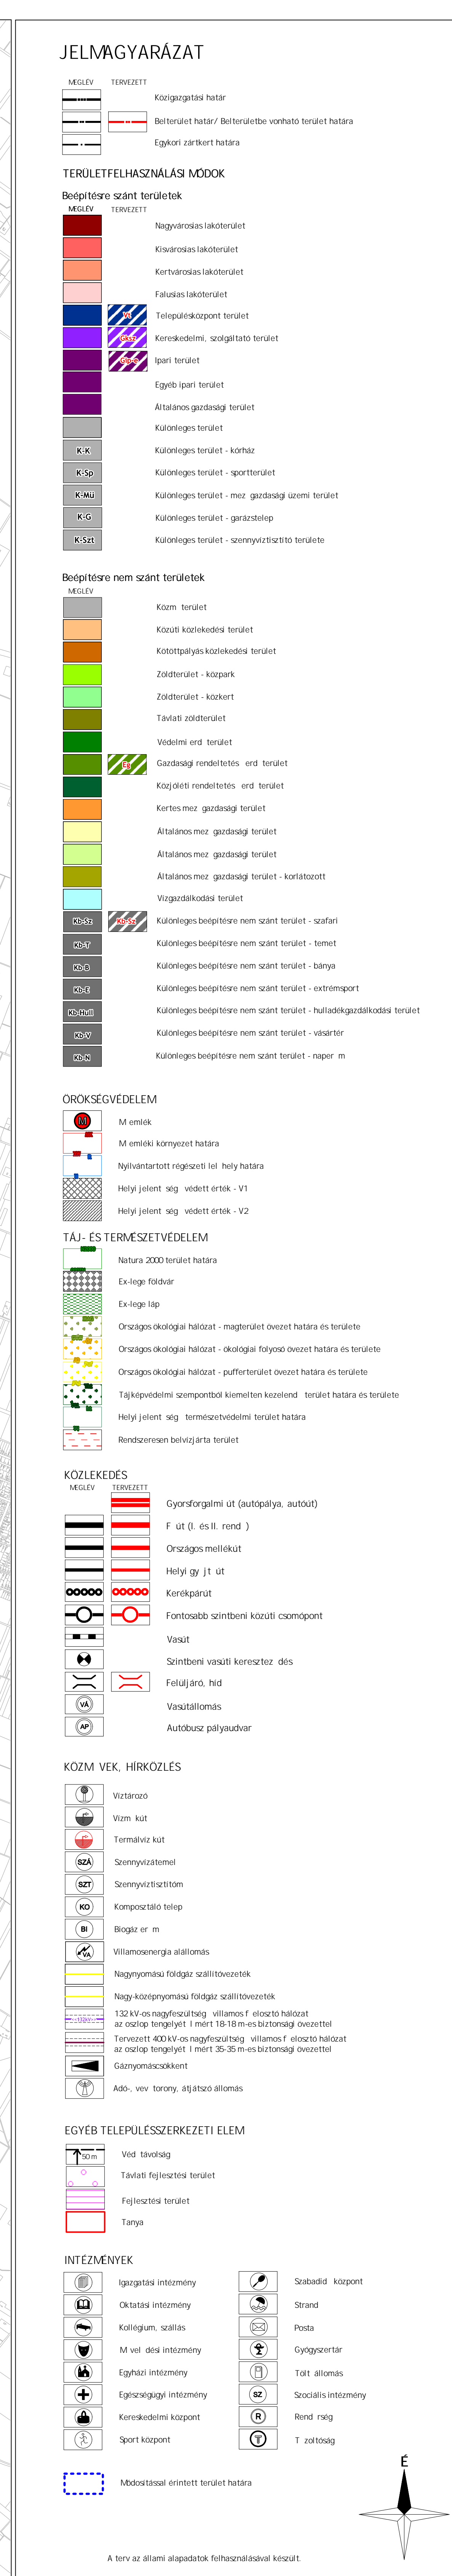 JELMAGYARÁZAT
MEGLÉV TERVEZETT
Közigazgatási határ
Belterület határ/ Belterületbe vonható terület határa
Egykori zártkert határa
TERÜLETFELHASZNÁLÁSI MÓDOK
Beépítésre szánt területek
MEGLÉV TERVEZETT
Nagyvárosias lakóterület
Kisvárosias lakóterület
Kertvárosias lakóterület
Falusias lakóterület
Vt Településközpont terület
Gksz Kereskedelmi, szolgáltató terület
Gip-e Ipari terület
Egyéb ipari terület
Általános gazdasági terület
Különleges terület
K-K Különleges terület - kórház
K-Sp Különleges terület - sportterület
K-Mü Különleges terület - mez gazdasági üzemi terület
K-G Különleges terület - garázstelep
K-Szt Különleges terület - szennyvíztisztító területe
Beépítésre nem szánt területek
MEGLÉV
Közm terület
Közúti közlekedési terület
Kötöttpályás közlekedési terület
Zöldterület - közpark
Zöldterület - közkert
Távlati zöldterület
Védelmi erd terület
Eg Gazdasági rendeltetés erd terület
Közjóléti rendeltetés erd terület
Kertes mez gazdasági terület
Általános mez gazdasági terület
Általános mez gazdasági terület
Általános mez gazdasági terület - korlátozott
Vízgazdálkodási terület
Kb-Sz Kb-Sz Különleges beépítésre nem szánt terület - szafari
Kb-T Különleges beépítésre nem szánt terület - temet
Kb-B Különleges beépítésre nem szánt terület - bánya
Kb-E Különleges beépítésre nem szánt terület - extrémsport
Kb-Hull Különleges beépítésre nem szánt terület - hulladékgazdálkodási terület
Kb-V Különleges beépítésre nem szánt terület - vásártér
Kb-N Különleges beépítésre nem szánt terület - naper m
ÖRÖKSÉGVÉDELEM
M M emlék
M emléki környezet határa
Nyilvántartott régészeti lel hely határa
Helyi jelent ség védett érték - V1
Helyi jelent ség védett érték - V2
TÁJ- ÉS TERMÉSZETVÉDELEM
Natura 2000 terület határa
Ex-lege földvár
Ex-lege láp
Országos ökológiai hálózat - magterület övezet határa és területe
Országos ökológiai hálózat - ökológiai folyosó övezet határa és területe
Országos ökológiai hálózat - pufferterület övezet határa és területe
Tájképvédelmi szempontból kiemelten kezelend terület határa és területe
Helyi jelent ség természetvédelmi terület határa
Rendszeresen belvízjárta terület
KÖZLEKEDÉS
MEGLÉV TERVEZETT
Gyorsforgalmi út (autópálya, autóút)
F út (I. és II. rend )
Országos mellékút
Helyi gy jt út
Kerékpárút
Fontosabb szintbeni közúti csomópont
Vasút
Szintbeni vasúti keresztez dés
Felüljáró, híd
VÁ Vasútállomás
AP Autóbusz pályaudvar
KÖZM VEK, HÍRKÖZLÉS
Víztározó
Vízm kút
Termálvíz kút
SZÁ Szennyvízátemel
SZT Szennyvíztisztítóm
KO Komposztáló telep
BI Biogáz er m
VA Villamosenergia alállomás
Nagynyomású földgáz szállítóvezeték
Nagy-középnyomású földgáz szállítóvezeték
132kV 132 kV-os nagyfeszültség villamos f elosztó hálózat
az oszlop tengelyét l mért 18-18 m-es biztonsági övezettel
Tervezett 400 kV-os nagyfeszültség villamos f elosztó hálózat
az oszlop tengelyét l mért 35-35 m-es biztonsági övezettel
Gáznyomáscsökkent
Adó-, vev torony, átjátszó állomás
EGYÉB TELEPÜLÉSSZERKEZETI ELEM
50 m Véd távolság
Távlati fejlesztési terület
Fejlesztési terület
Tanya
INTÉZMÉNYEK
Igazgatási intézmény Szabadid központ
Oktatási intézmény Strand
Kollégium, szállás Posta
M vel dési intézmény Gyógyszertár
Egyházi intézmény Tölt állomás
Egészségügyi intézmény SZ Szociális intézmény
Kereskedelmi központ R Rend rség
Sport központ T T zoltóság
Módosítással érintett terület határa
É
A terv az állami alapadatok felhasználásával készült.